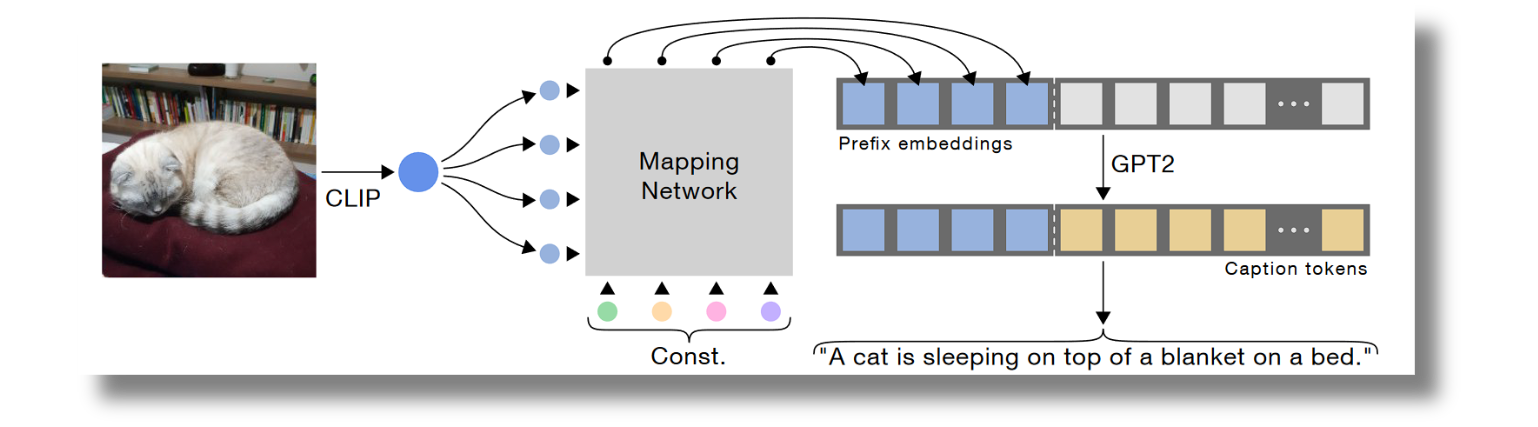 CLIP
Mapping
Network
Const.
Prefix embeddings
GPT2
Caption tokens
"A cat is sleeping on top of a blanket on a bed."